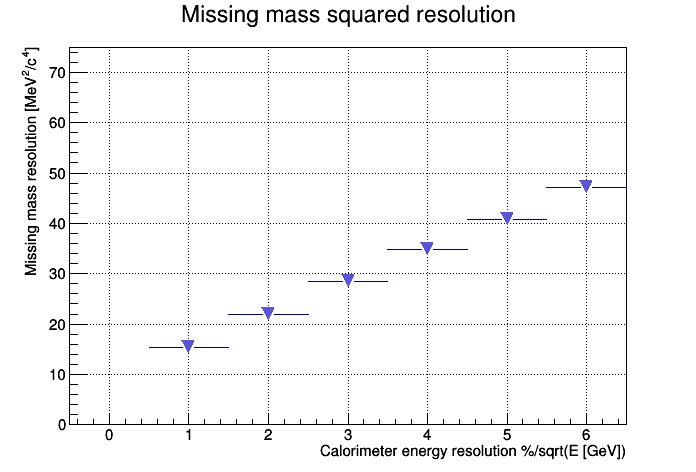 Missing mass squared resolution
Missing mass resolution [MeV²/c⁴]
70
60
50
40
30
20
10
0
0 1 2 3 4 5 6
Calorimeter energy resolution %/sqrt(E [GeV])